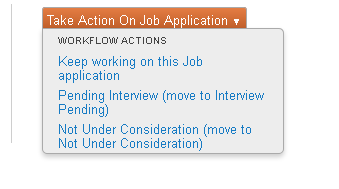 Take Action On Job Application ▼
WORKFLOW ACTIONS
Keep working on this Job
application
Pending Interview (move to Interview
Pending)
Not Under Consideration (move to
Not Under Consideration)